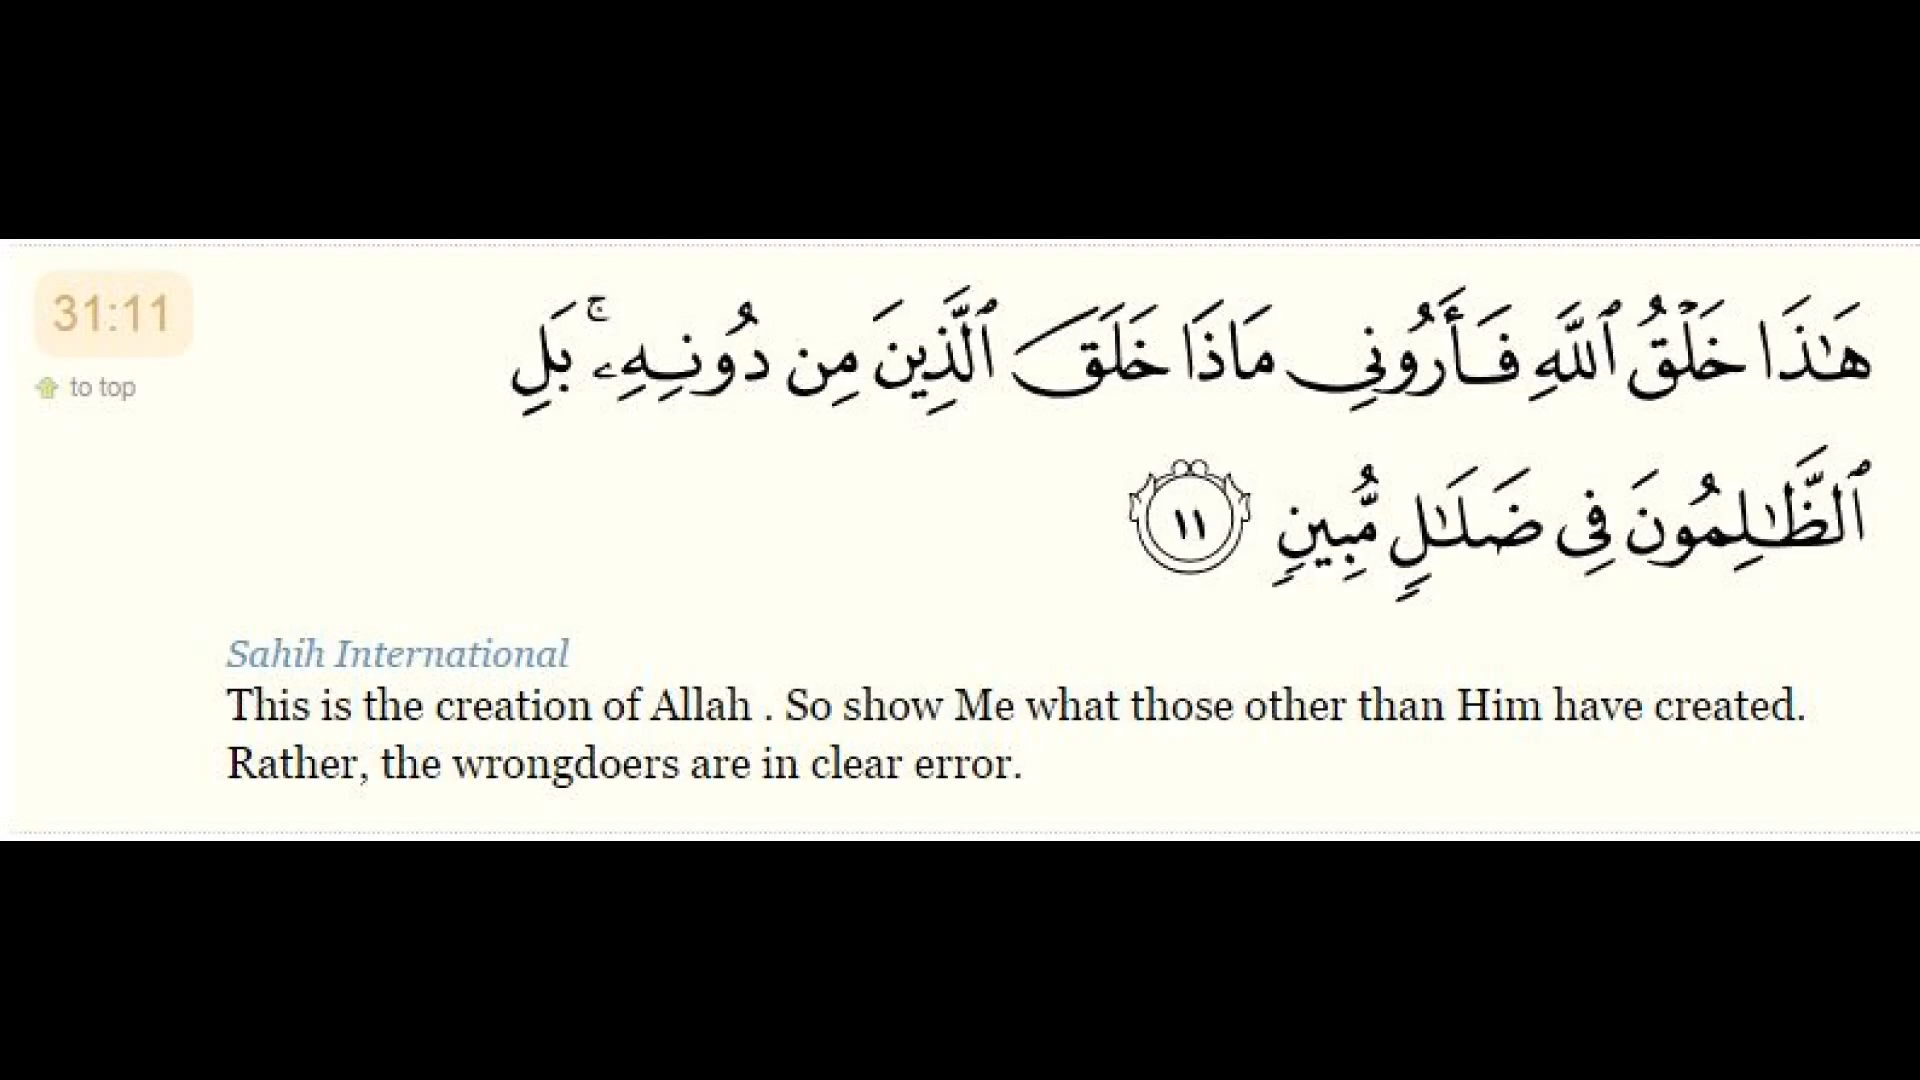 31:11
to top
هَـٰذَا خَلْقُ ٱللَّهِ فَأَرُونِى مَاذَا خَلَقَ ٱلَّذِينَ مِن دُونِهِۦ ۚ بَلِ
ٱلظَّـٰلِمُونَ فِى ضَلَـٰلٍ مُّبِينٍ ١١
Sahih International
This is the creation of Allah . So show Me what those other than Him have created.
Rather, the wrongdoers are in clear error.